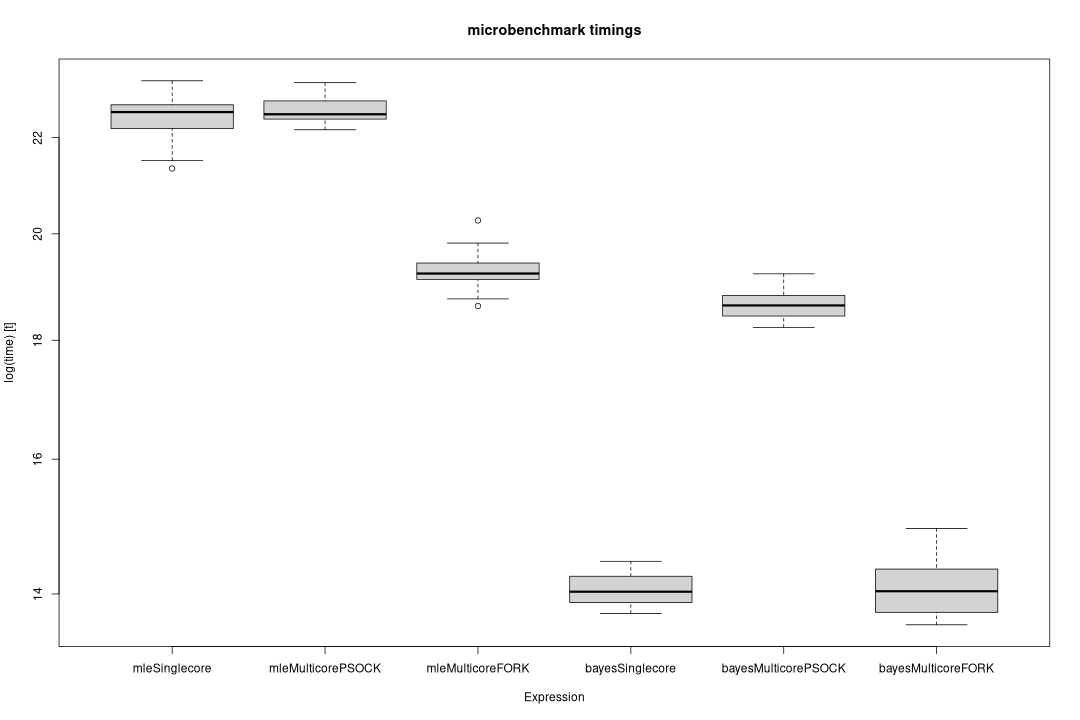 microbenchmark timings
log(time) [t]
22
20
18
16
14
mleSinglecore
mleMulticorePSOCK
mleMulticoreFORK
bayesSinglecore
bayesMulticorePSOCK
bayesMulticoreFORK
Expression